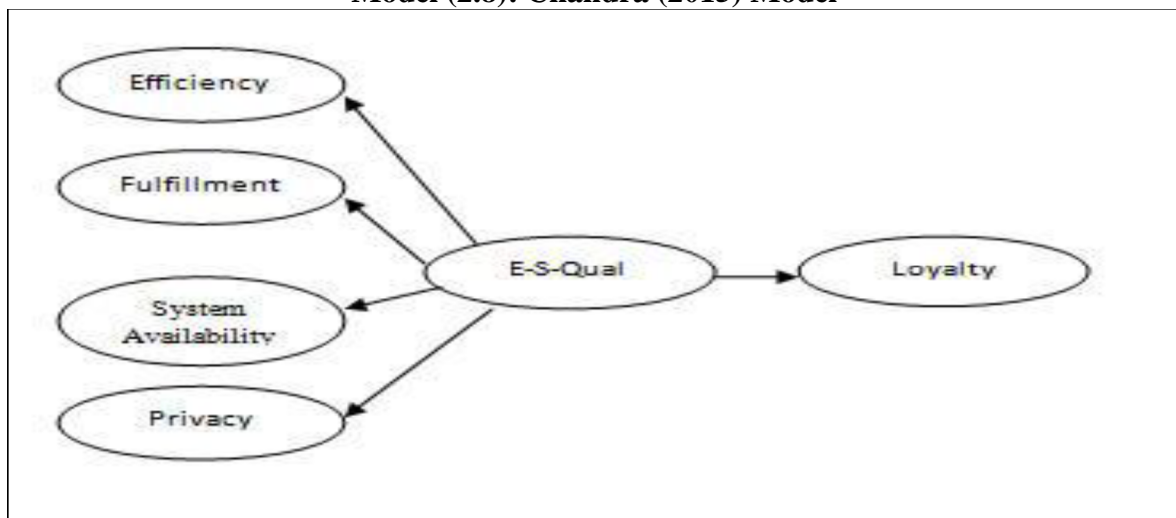 Model (2.8): Chandra (2015) Model
Efficiency
Fulfillment
System
Availability
Privacy
E-S-Qual
Loyalty